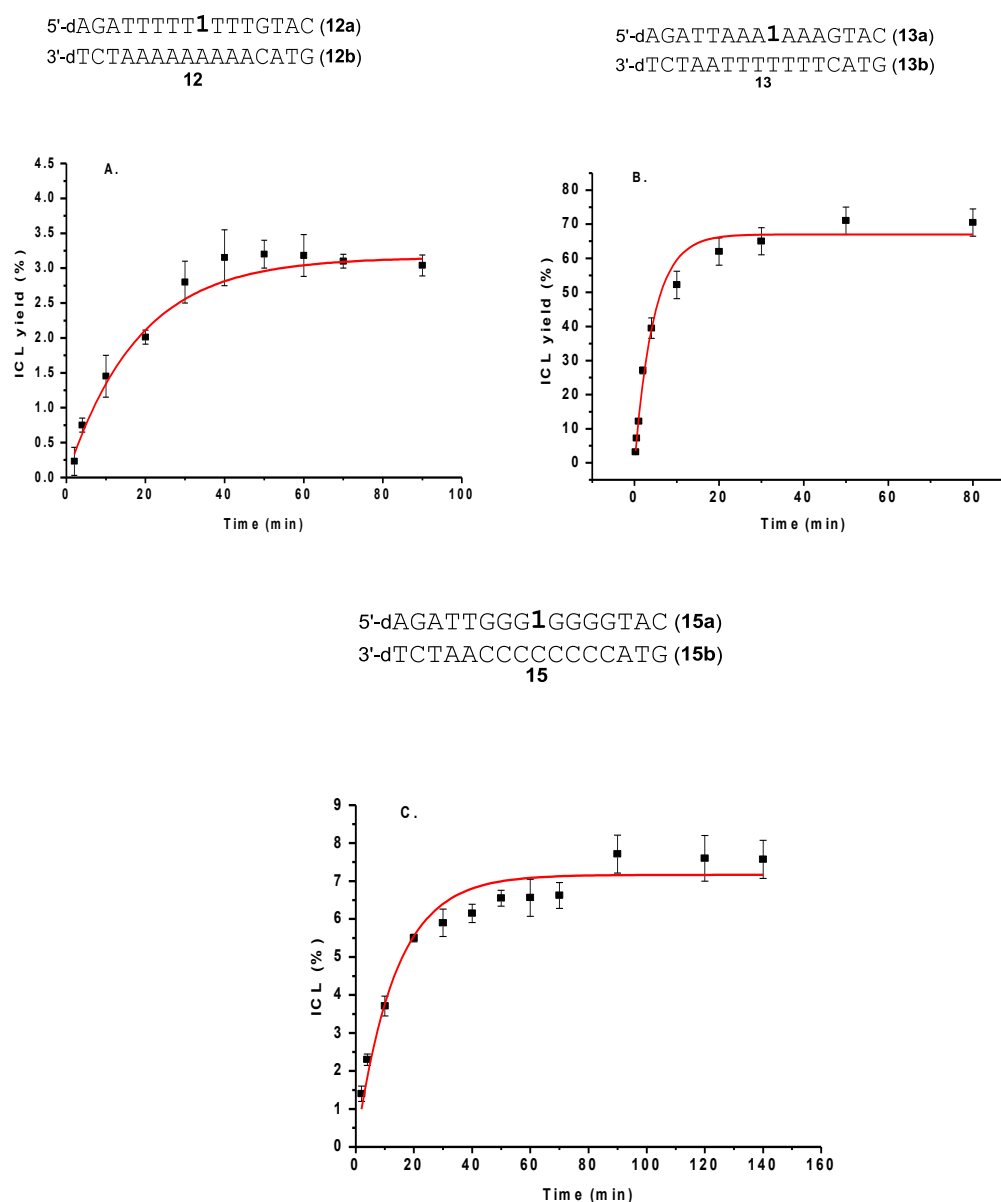 5'-dAGATTTTT1TTTGTAC (12a)
3'-dTCTAAAAAAAAACATG (12b)
12
5'-dAGATTAAA1AAAGTAC (13a)
3'-dTCTAATTTTTTTCATG (13b)
13
A.
4.5
4.0
3.5
3.0
2.5
2.0
1.5
1.0
0.5
0.0
ICL yield (%)
0 20 40 60 80 100
Time (min)
B.
80
70
60
50
40
30
20
10
0
ICL yield (%)
0 20 40 60 80
Time (min)
5'-dAGATTGGG1GGGGTAC (15a)
3'-dTCTAACCCCCCCCATG (15b)
15
C.
9
8
7
6
5
4
3
2
1
0
ICL (%)
0 20 40 60 80 100 120 140 160
Time (min)